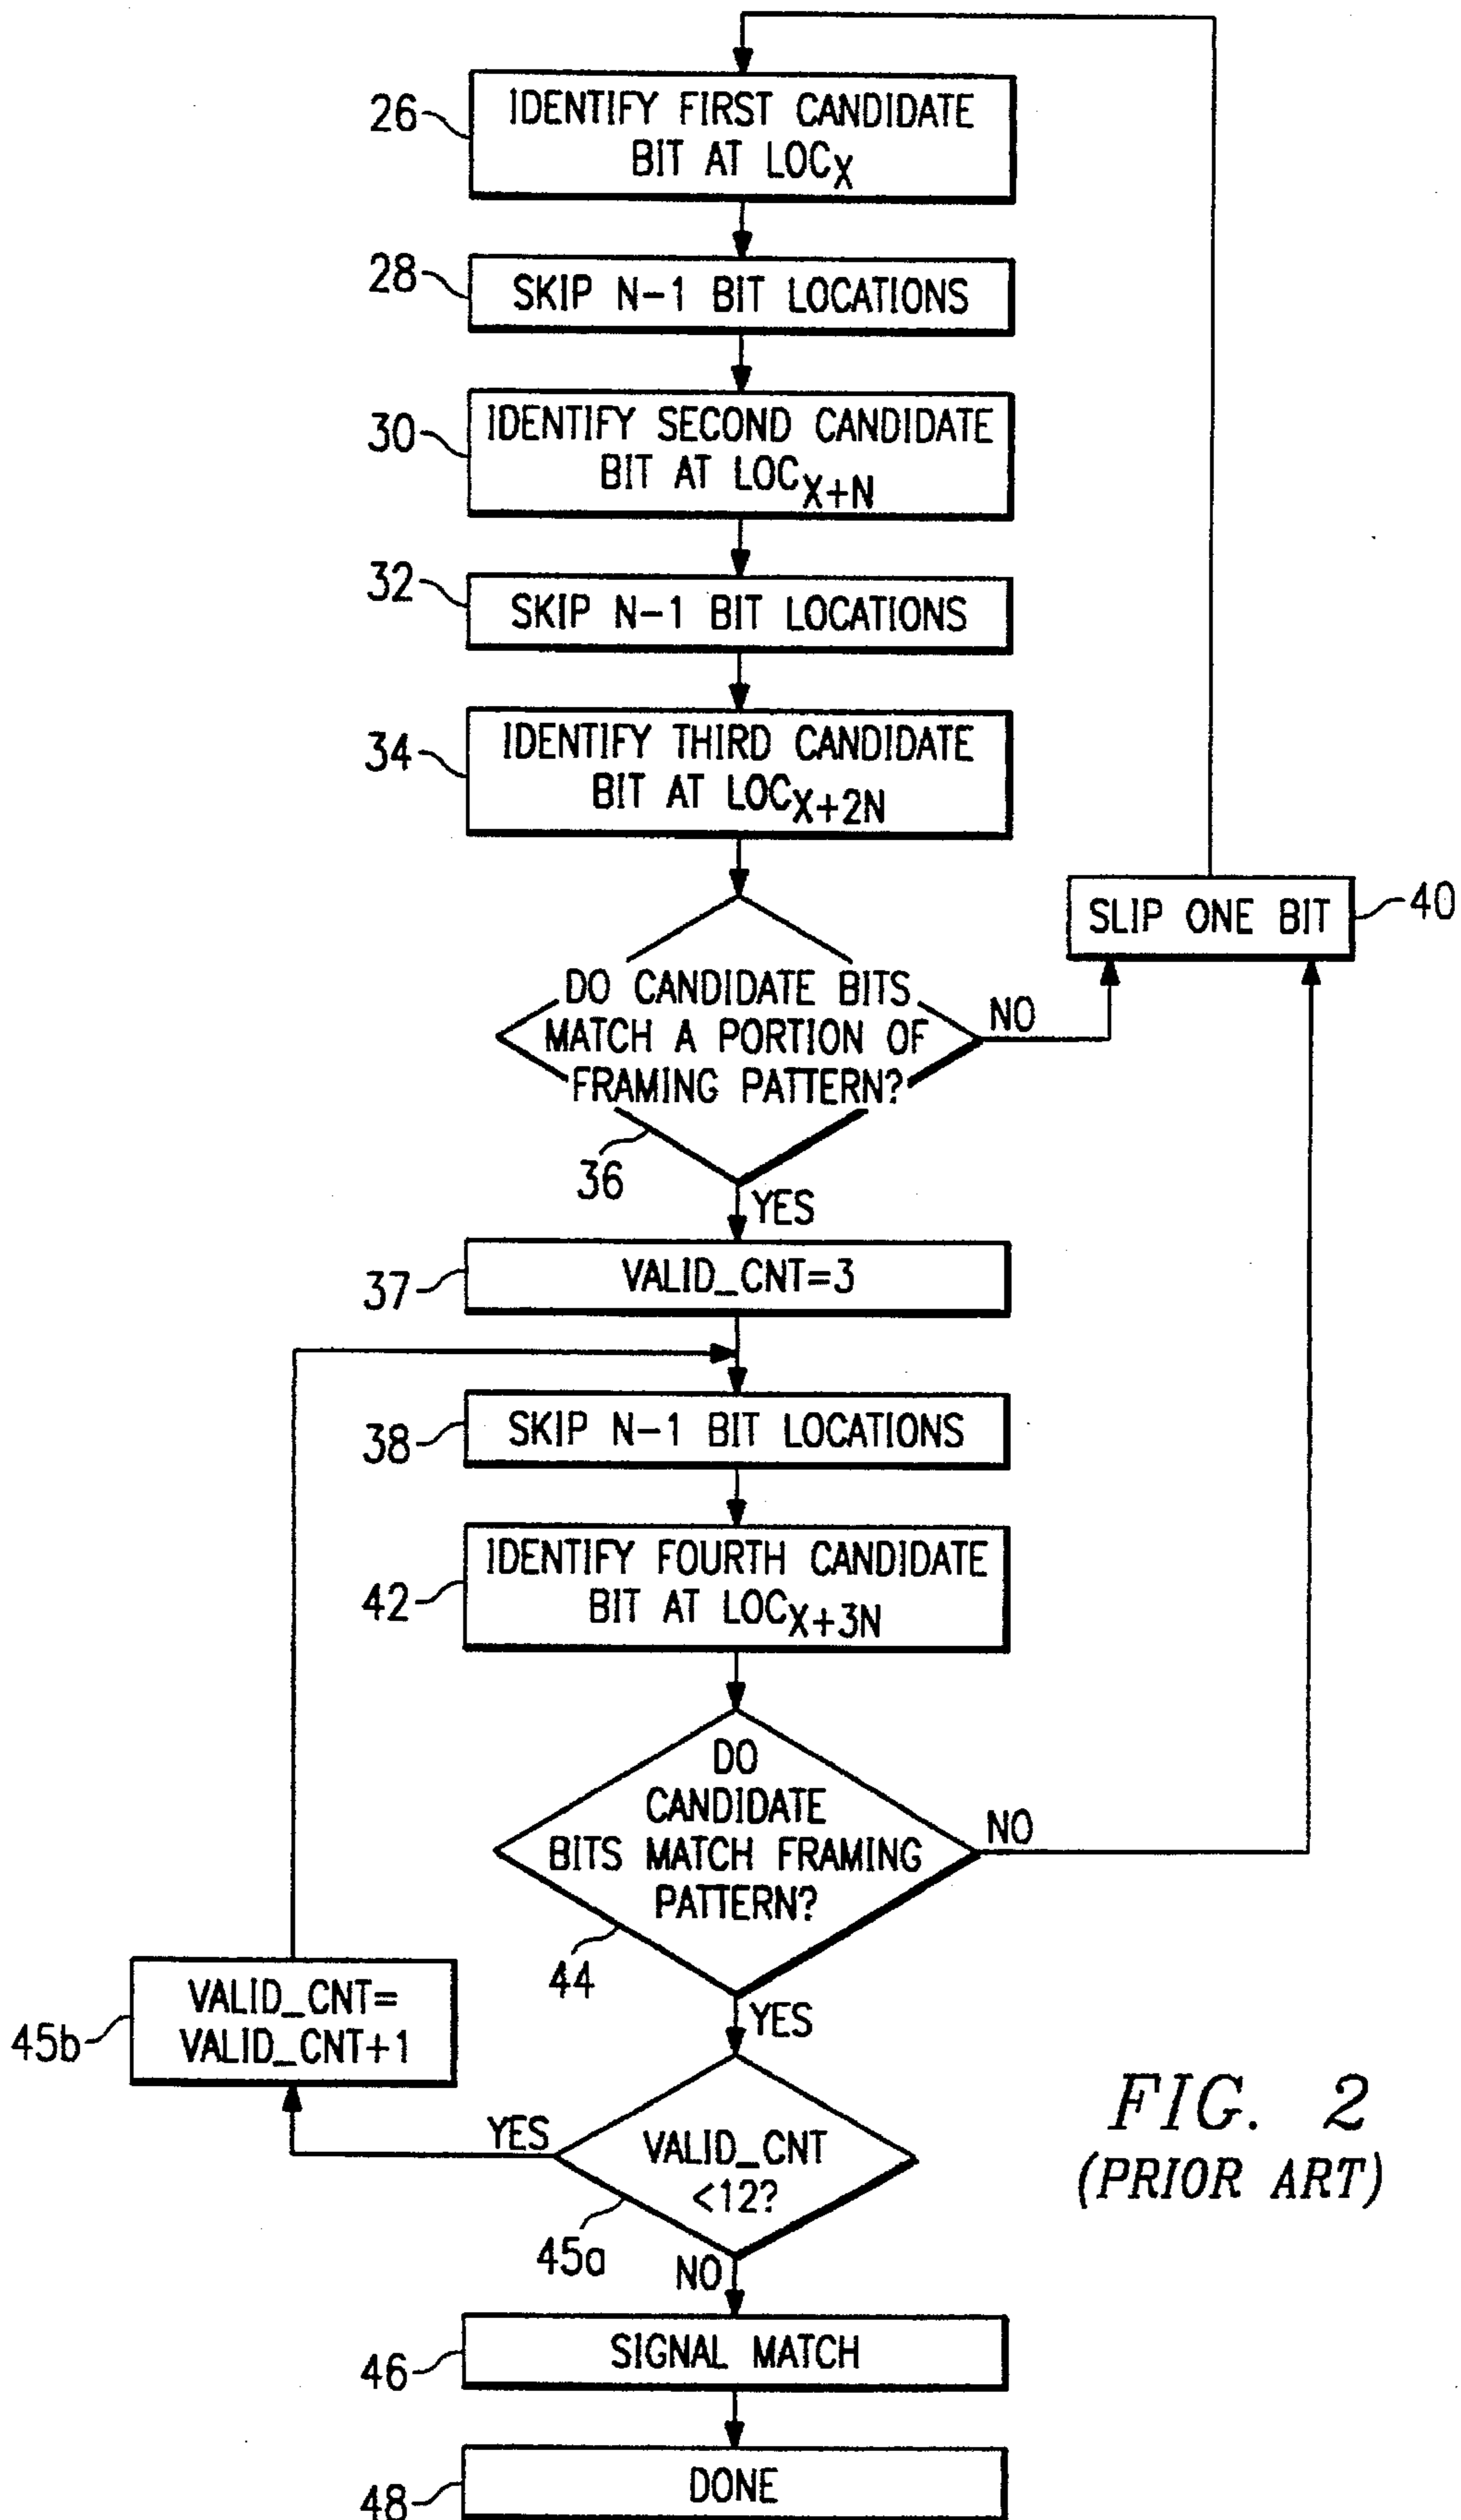 26
IDENTIFY FIRST CANDIDATE
BIT AT LOCX
28
SKIP N-1 BIT LOCATIONS
30
IDENTIFY SECOND CANDIDATE
BIT AT LOCX+N
32
SKIP N-1 BIT LOCATIONS
34
IDENTIFY THIRD CANDIDATE
BIT AT LOCX+2N
SLIP ONE BIT
40
DO CANDIDATE BITS
MATCH A PORTION OF
FRAMING PATTERN?
NO
36
YES
37
VALID_CNT=3
38
SKIP N-1 BIT LOCATIONS
42
IDENTIFY FOURTH CANDIDATE
BIT AT LOCX+3N
DO
CANDIDATE
BITS MATCH FRAMING
PATTERN?
NO
44
YES
45b
VALID_CNT=
VALID_CNT+1
YES
VALID_CNT
<12?
45a
NO
FIG. 2
(PRIOR ART)
46
SIGNAL MATCH
48
DONE